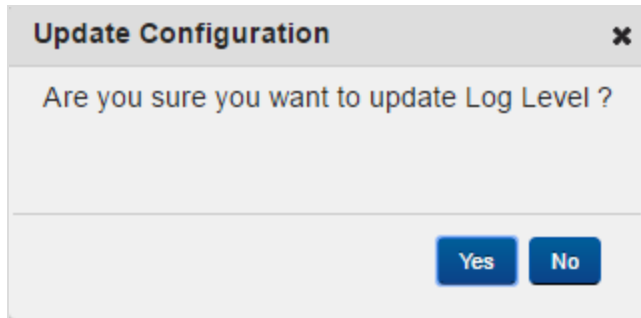 Update Configuration
Are you sure you want to update Log Level ?
Yes No